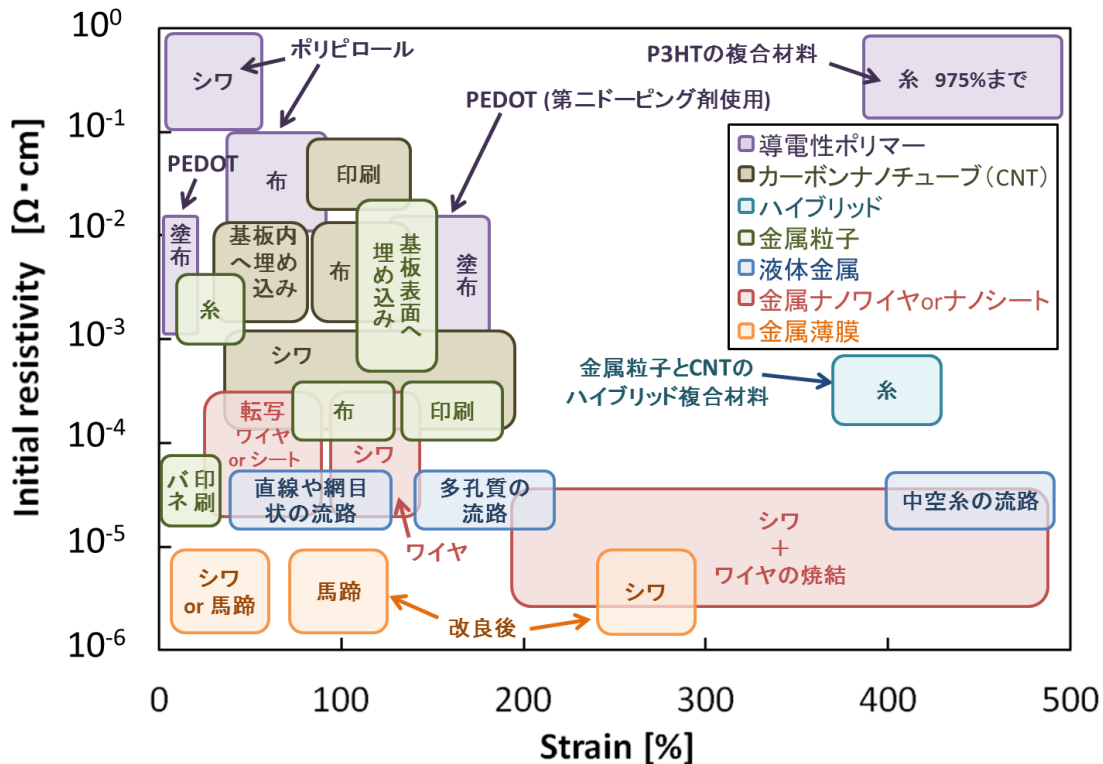 Initial resistivity [Ω・cm]
10⁰
10⁻¹
10⁻²
10⁻³
10⁻⁴
10⁻⁵
10⁻⁶
シワ
ポリピロール
P3HTの複合材料
糸 975%まで
PEDOT (第二ドーピング剤使用)
PEDOT
布
印刷
導電性ポリマー
カーボンナノチューブ(CNT)
ハイブリッド
金属粒子
液体金属
金属ナノワイヤorナノシート
金属薄膜
塗布
基板内
へ埋め
込み
布
基板表面へ
埋め込み
塗布
糸
シワ
金属粒子とCNTの
ハイブリッド複合材料
糸
転写
ワイヤ
or シート
布
シワ
印刷
印刷
バネ
直線や網目
状の流路
多孔質の
流路
中空糸の流路
シワ
+
ワイヤの焼結
ワイヤ
シワ
or 馬蹄
馬蹄
シワ
改良後
0
100
200
300
400
500
Strain [%]